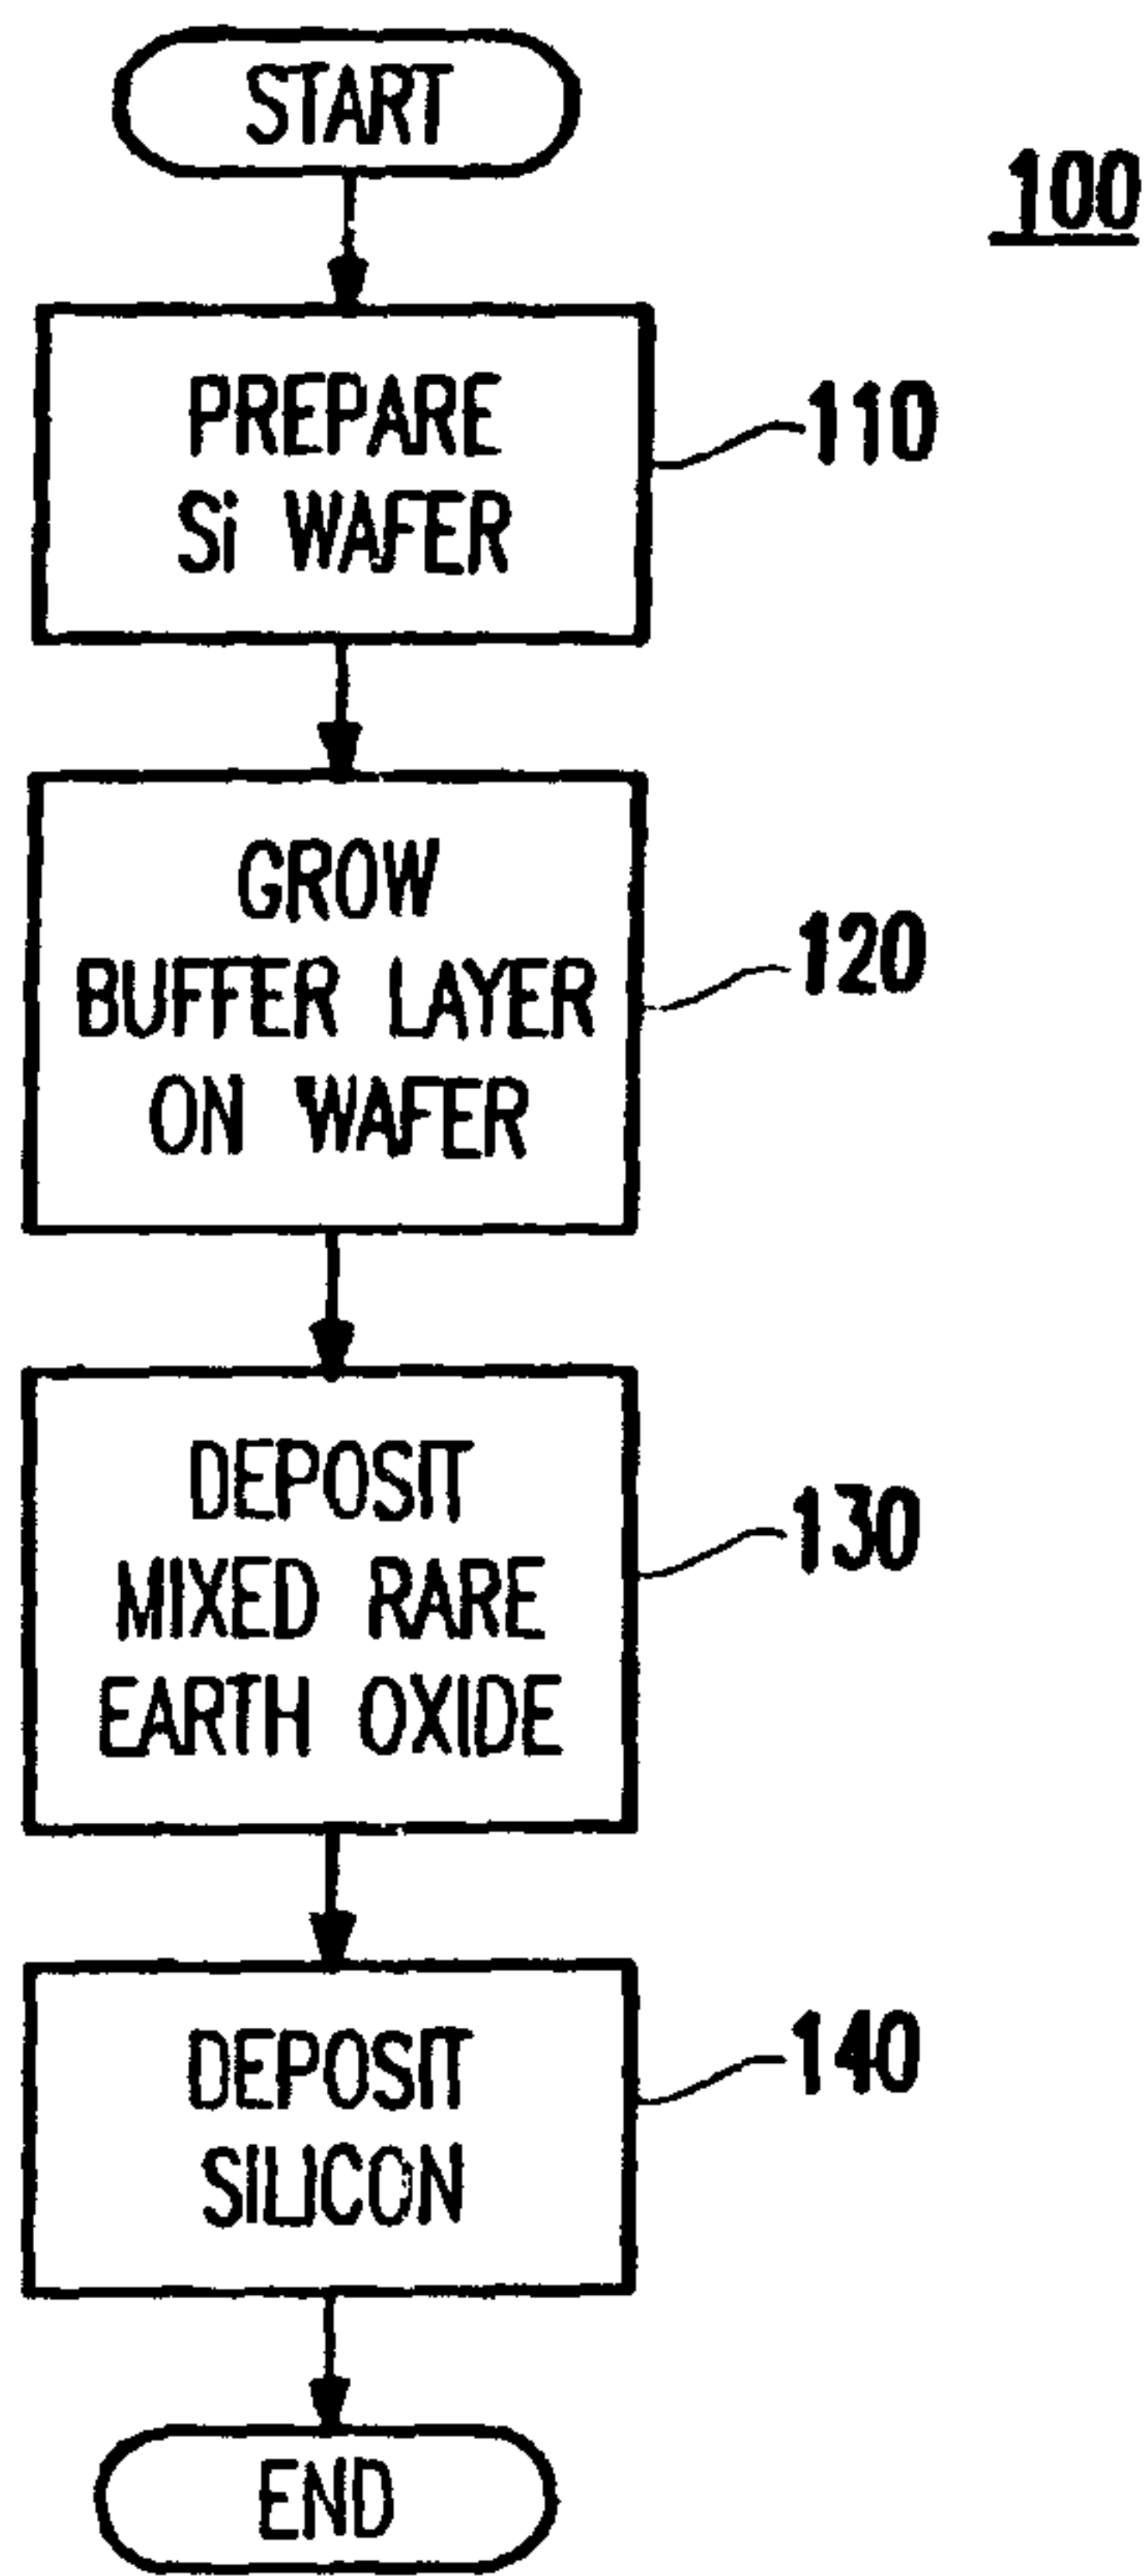 START
100
PREPARE
Si WAFER
110
GROW
BUFFER LAYER
ON WAFER
120
DEPOSIT
MIXED RARE
EARTH OXIDE
130
DEPOSIT
SILICON
140
END